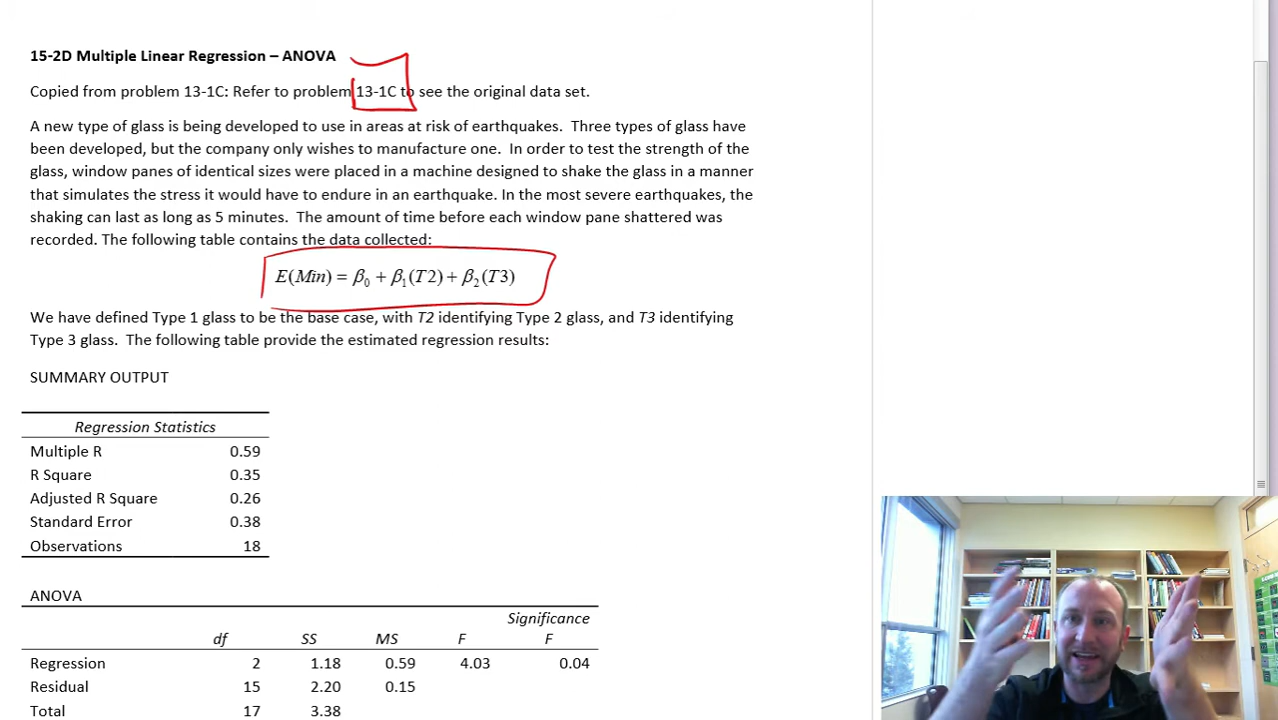 15-2D Multiple Linear Regression – ANOVA
Copied from problem 13-1C: Refer to problem 13-1C to see the original data set.
A new type of glass is being developed to use in areas at risk of earthquakes. Three types of glass have
been developed, but the company only wishes to manufacture one. In order to test the strength of the
glass, window panes of identical sizes were placed in a machine designed to shake the glass in a manner
that simulates the stress it would have to endure in an earthquake. In the most severe earthquakes, the
shaking can last as long as 5 minutes. The amount of time before each window pane shattered was
recorded. The following table contains the data collected:
E(Min) = β₀ + β₁(T2) + β₂(T3)
We have defined Type 1 glass to be the base case, with T2 identifying Type 2 glass, and T3 identifying
Type 3 glass. The following table provide the estimated regression results:
SUMMARY OUTPUT
Regression Statistics
Multiple R 0.59
R Square 0.35
Adjusted R Square 0.26
Standard Error 0.38
Observations 18
ANOVA
Significance
df SS MS F F
Regression 2 1.18 0.59 4.03 0.04
Residual 15 2.20 0.15
Total 17 3.38